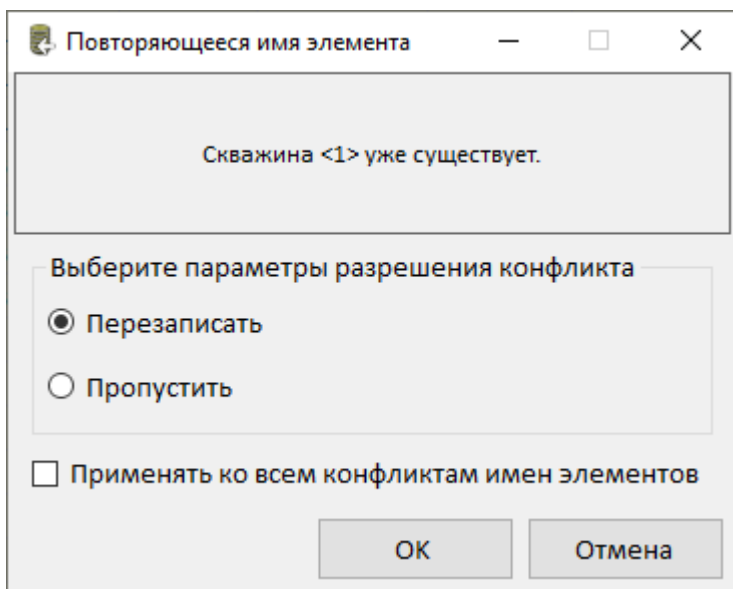 Повторяющееся имя элемента
Скважина <1> уже существует.
Выберите параметры разрешения конфликта
Перезаписать
Пропустить
Применять ко всем конфликтам имен элементов
OK
Отмена